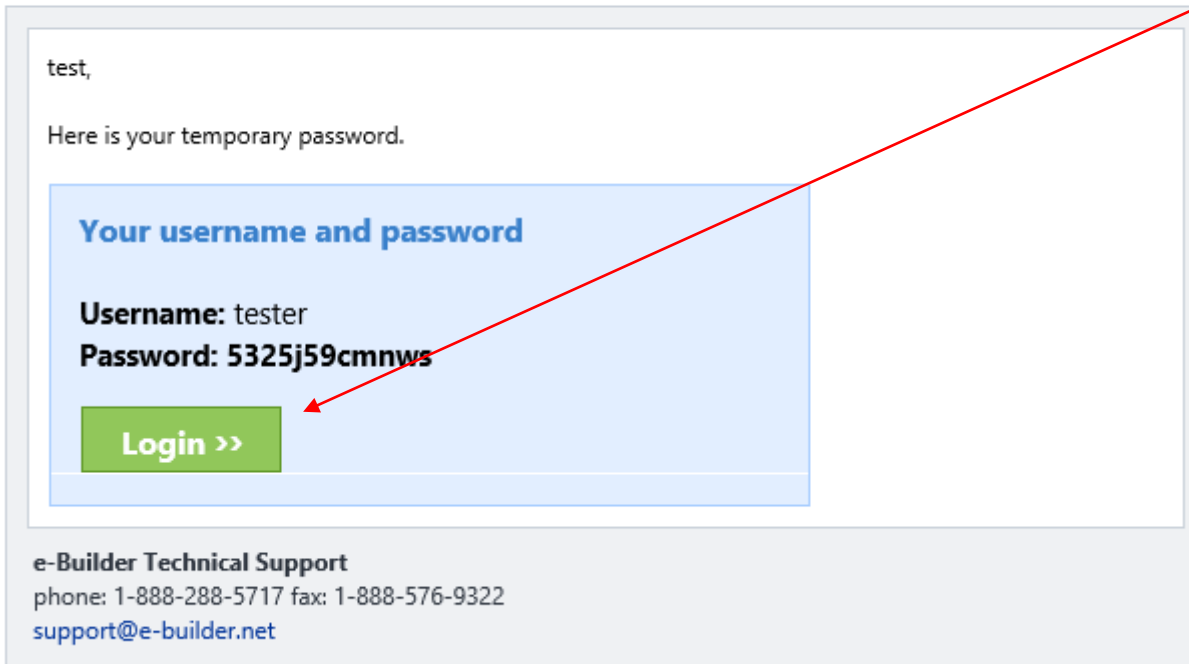 test,
Here is your temporary password.
Your username and password
Username: tester
Password: 5325j59cmnws
Login >>
e-Builder Technical Support
phone: 1-888-288-5717 fax: 1-888-576-9322
support@e-builder.net